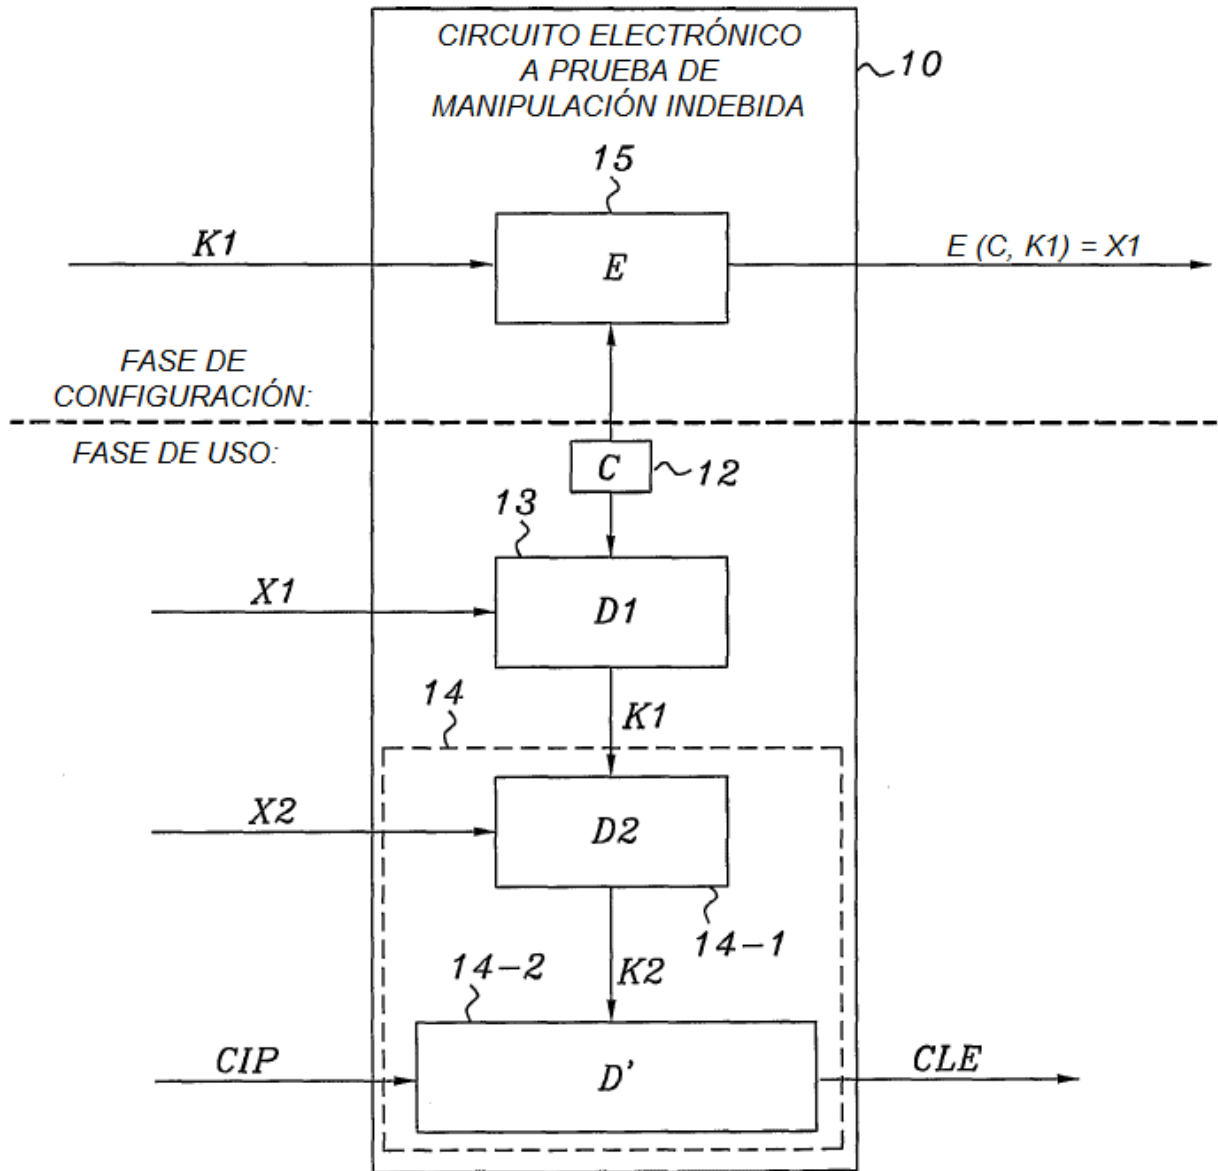 CIRCUITO ELECTRÓNICO
A PRUEBA DE
MANIPULACIÓN INDEBIDA
10
15
K1
E
E (C, K1) = X1
FASE DE
CONFIGURACIÓN:
FASE DE USO:
C
12
13
X1
D1
14
K1
X2
D2
14-1
14-2
K2
CIP
D'
CLE